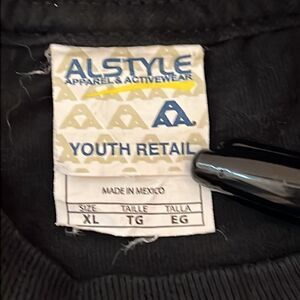 ALSTYLE
APPAREL & ACTIVEWEAR
YOUTH RETAIL
MADE IN MEXICO
SIZE TAILLE TALLA
XL TG EG